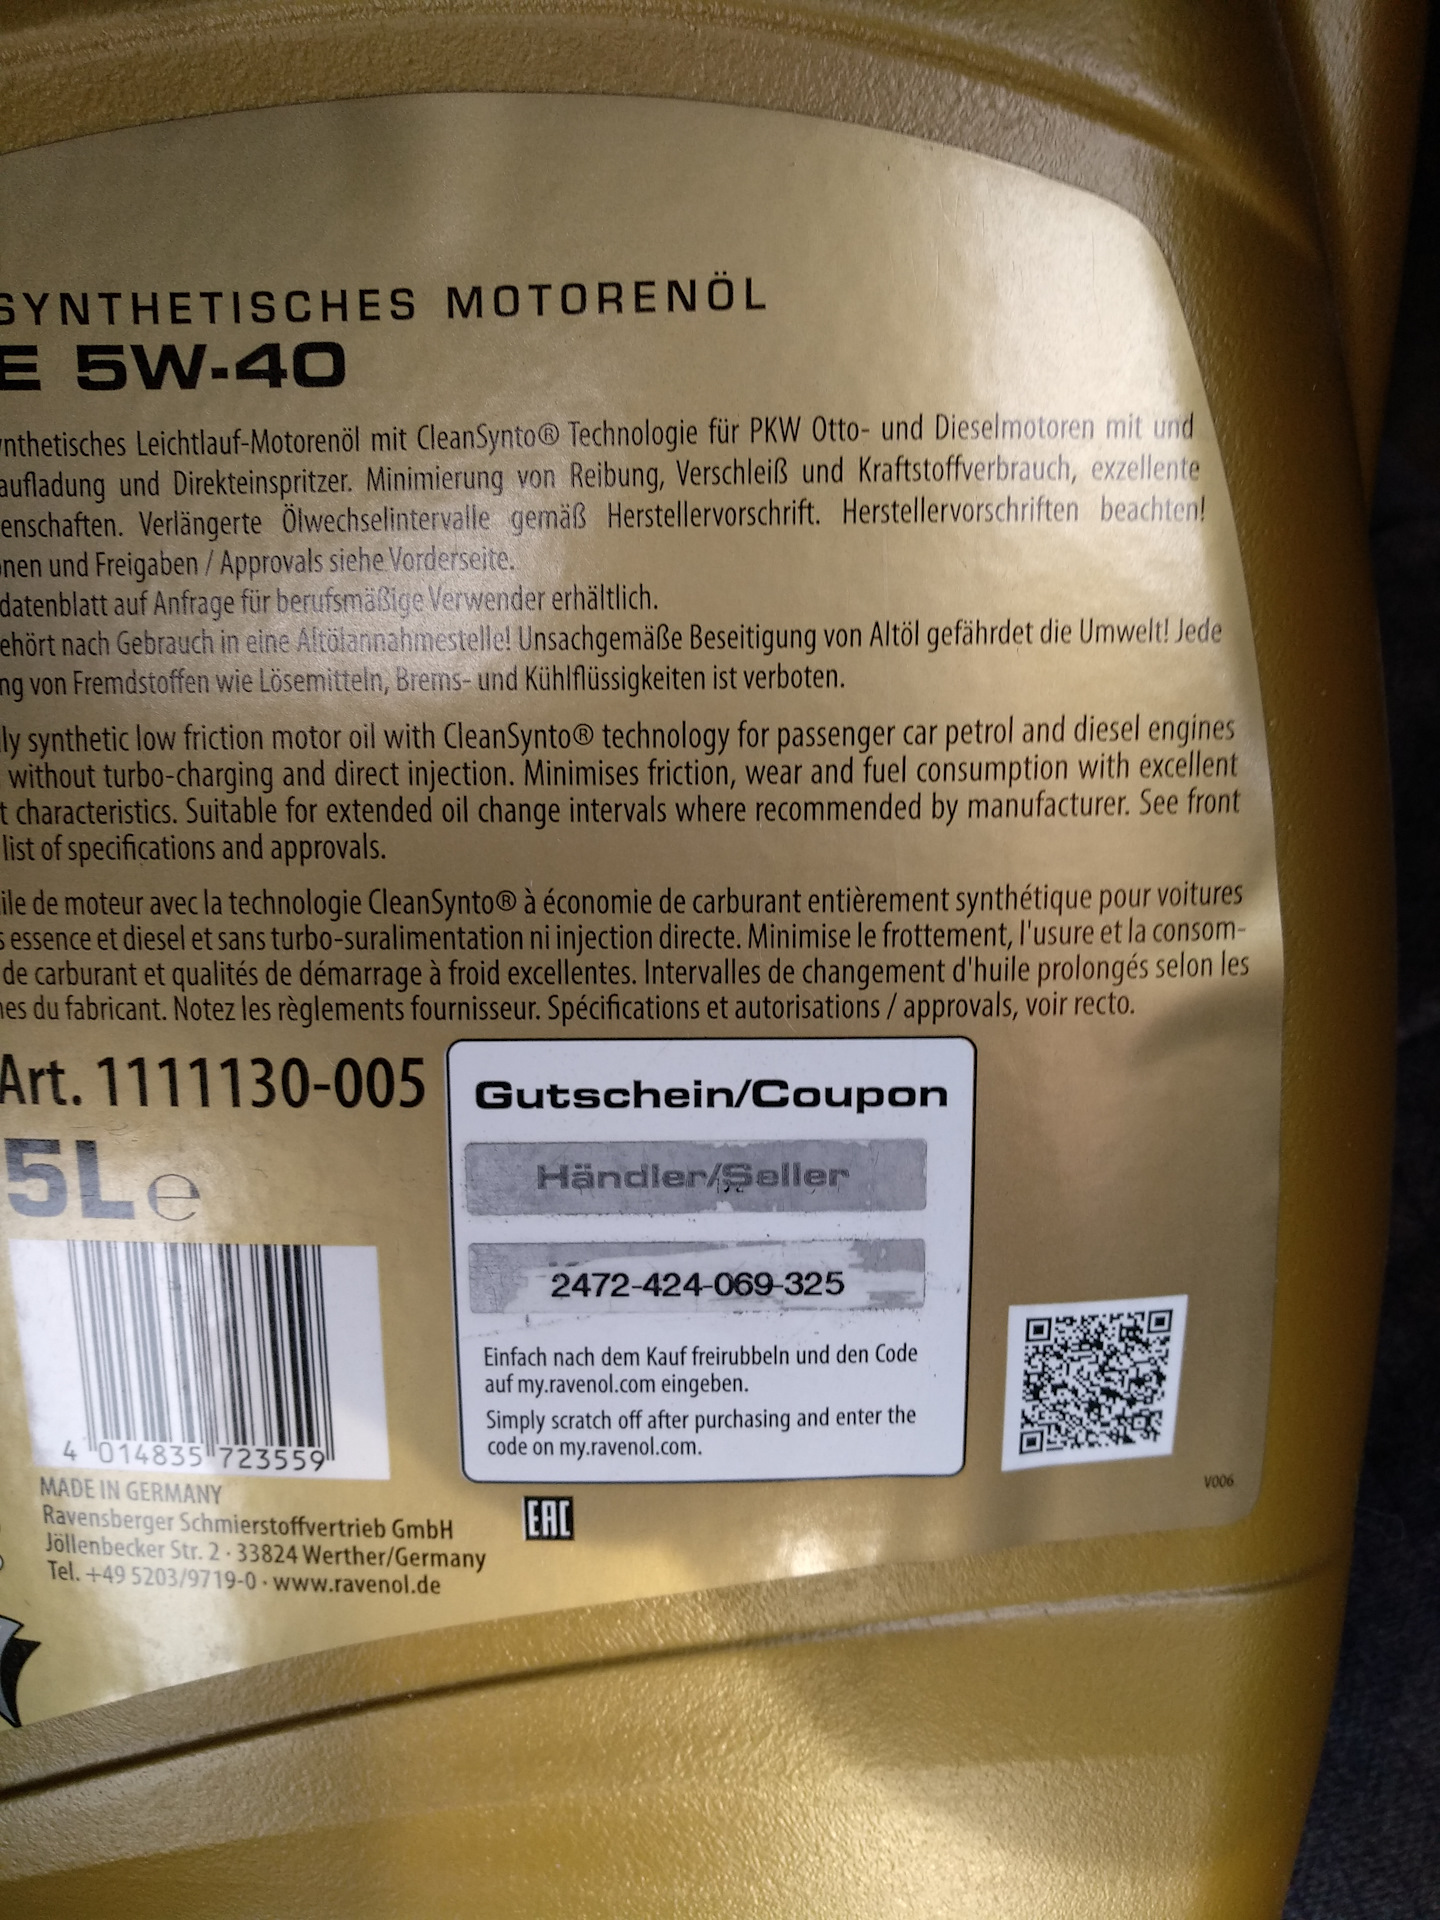 SYNTHETISCHES MOTORENÖL
E 5W-40
ynthetisches Leichtlauf-Motorenöl mit CleanSynto® Technologie für PKW Otto- und Dieselmotoren mit und
aufladung und Direkteinspritzer. Minimierung von Reibung, Verschleiß und Kraftstoffverbrauch, exzellente
enschaften. Verlängerte Ölwechselintervalle gemäß Herstellervorschrift. Herstellervorschriften beachten!
onen und Freigaben / Approvals siehe Vorderseite.
datenblatt auf Anfrage für berufsmäßige Verwender erhältlich.
ehört nach Gebrauch in eine Altölannahmestelle! Unsachgemäße Beseitigung von Altöl gefährdet die Umwelt! Jede
ng von Fremdstoffen wie Lösemitteln, Brems- und Kühlflüssigkeiten ist verboten.
lly synthetic low friction motor oil with CleanSynto® technology for passenger car petrol and diesel engines
without turbo-charging and direct injection. Minimises friction, wear and fuel consumption with excellent
t characteristics. Suitable for extended oil change intervals where recommended by manufacturer. See front
list of specifications and approvals.
ile de moteur avec la technologie CleanSynto® à économie de carburant entièrement synthétique pour voitures
s essence et diesel et sans turbo-suralimentation ni injection directe. Minimise le frottement, l'usure et la consom-
de carburant et qualités de démarrage à froid excellentes. Intervalles de changement d'huile prolongés selon les
nes du fabricant. Notez les règlements fournisseur. Spécifications et autorisations / approvals, voir recto.
Art. 1111130-005
5L e
4 014835 723559
MADE IN GERMANY
Ravensberger Schmierstoffvertrieb GmbH
Jöllenbecker Str. 2 · 33824 Werther/Germany
Tel. +49 5203/9719-0 · www.ravenol.de
Gutschein/Coupon
Händler/Seller
2472-424-069-325
Einfach nach dem Kauf freirubbeln und den Code
auf my.ravenol.com eingeben.
Simply scratch off after purchasing and enter the
code on my.ravenol.com.
EAC
V006